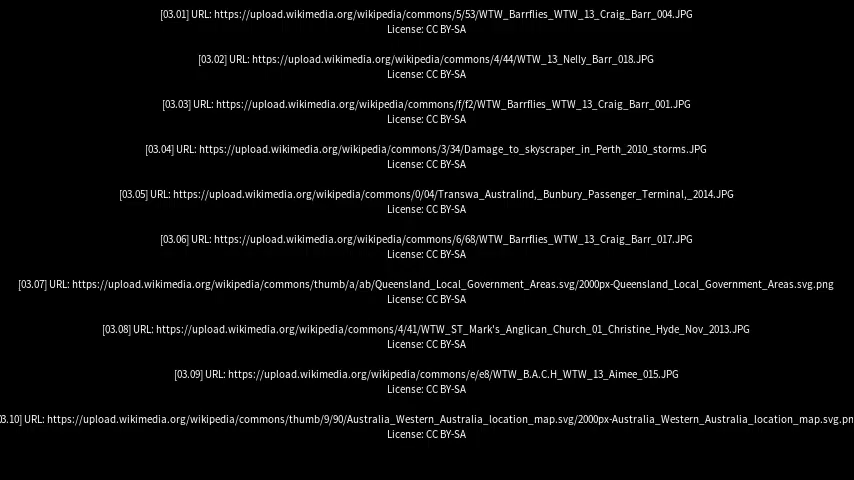 [03.01] URL: https://upload.wikimedia.org/wikipedia/commons/5/53/WTW_Barrflies_WTW_13_Craig_Barr_004.JPG
License: CC BY-SA
[03.02] URL: https://upload.wikimedia.org/wikipedia/commons/4/44/WTW_13_Nelly_Barr_018.JPG
License: CC BY-SA
[03.03] URL: https://upload.wikimedia.org/wikipedia/commons/f/f2/WTW_Barrflies_WTW_13_Craig_Barr_001.JPG
License: CC BY-SA
[03.04] URL: https://upload.wikimedia.org/wikipedia/commons/3/34/Damage_to_skyscraper_in_Perth_2010_storms.JPG
License: CC BY-SA
[03.05] URL: https://upload.wikimedia.org/wikipedia/commons/0/04/Transwa_Australind,_Bunbury_Passenger_Terminal,_2014.JPG
License: CC BY-SA
[03.06] URL: https://upload.wikimedia.org/wikipedia/commons/6/68/WTW_Barrflies_WTW_13_Craig_Barr_017.JPG
License: CC BY-SA
[03.07] URL: https://upload.wikimedia.org/wikipedia/commons/thumb/a/ab/Queensland_Local_Government_Areas.svg/2000px-Queensland_Local_Government_Areas.svg.png
License: CC BY-SA
[03.08] URL: https://upload.wikimedia.org/wikipedia/commons/4/41/WTW_ST_Mark's_Anglican_Church_01_Christine_Hyde_Nov_2013.JPG
License: CC BY-SA
[03.09] URL: https://upload.wikimedia.org/wikipedia/commons/e/e8/WTW_B.A.C.H_WTW_13_Aimee_015.JPG
License: CC BY-SA
3.10] URL: https://upload.wikimedia.org/wikipedia/commons/thumb/9/90/Australia_Western_Australia_location_map.svg/2000px-Australia_Western_Australia_location_map.svg.pn
License: CC BY-SA